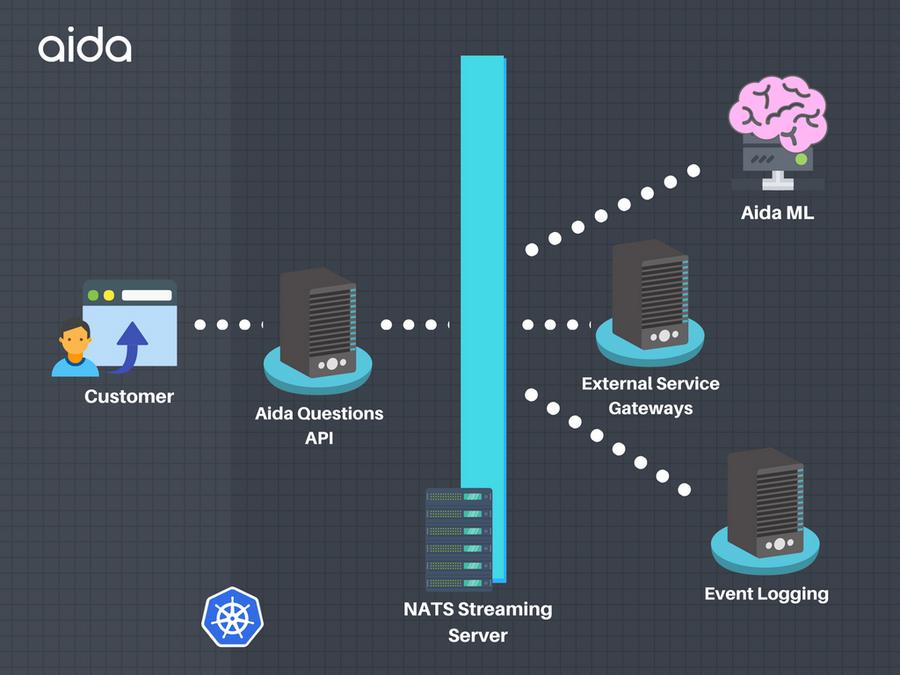 aida
Aida ML
Customer
Aida Questions
API
External Service
Gateways
Event Logging
NATS Streaming
Server